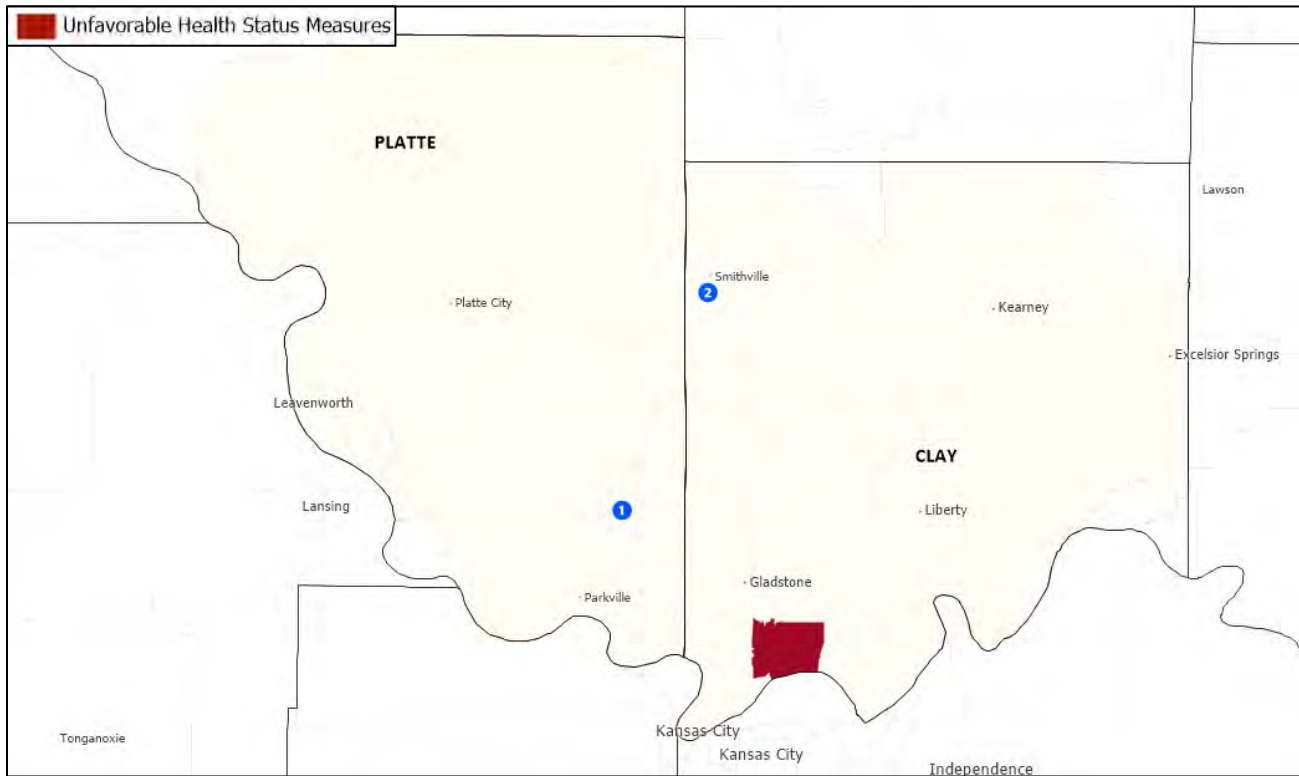 Unfavorable Health Status Measures
PLATTE
Lawson
Smithville
2
Platte City
Kearney
Excelsior Springs
Leavenworth
CLAY
Lansing
1
Liberty
Gladstone
Parkville
Kansas City
Tonganoxie
Kansas City
Independence